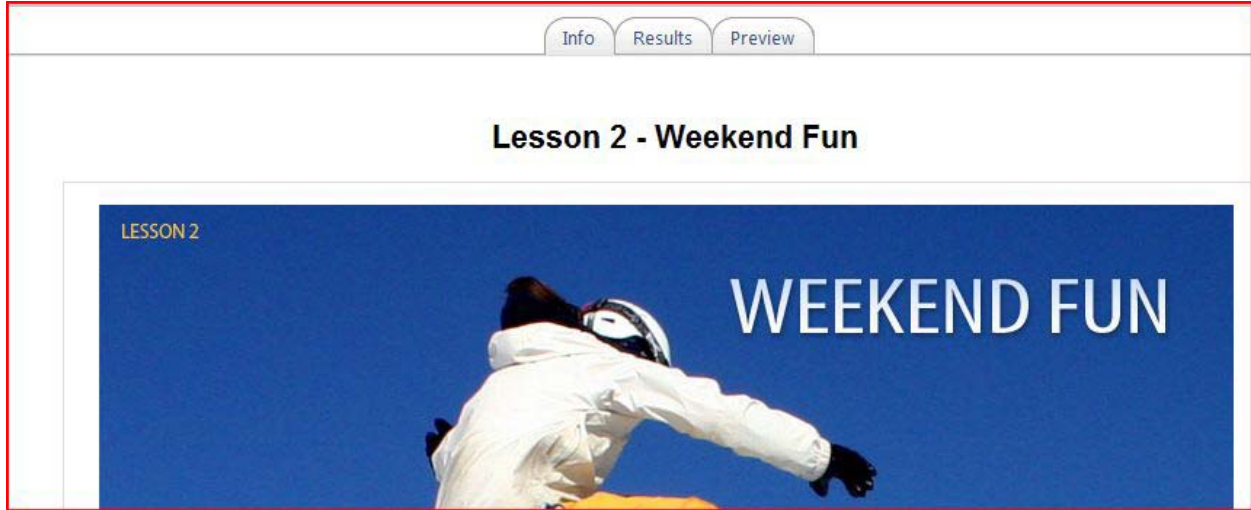 Info Results Preview
Lesson 2 - Weekend Fun
LESSON 2
WEEKEND FUN